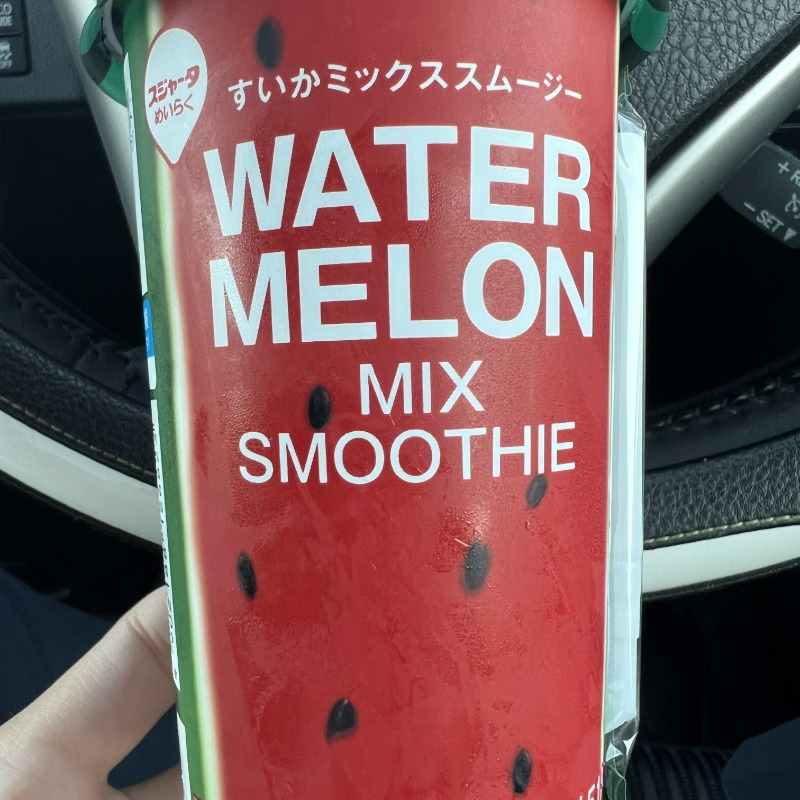 スジャータ
めいらく
すいかミックススムージー
WATER
MELON
MIX
SMOOTHIE
+ R
− SET